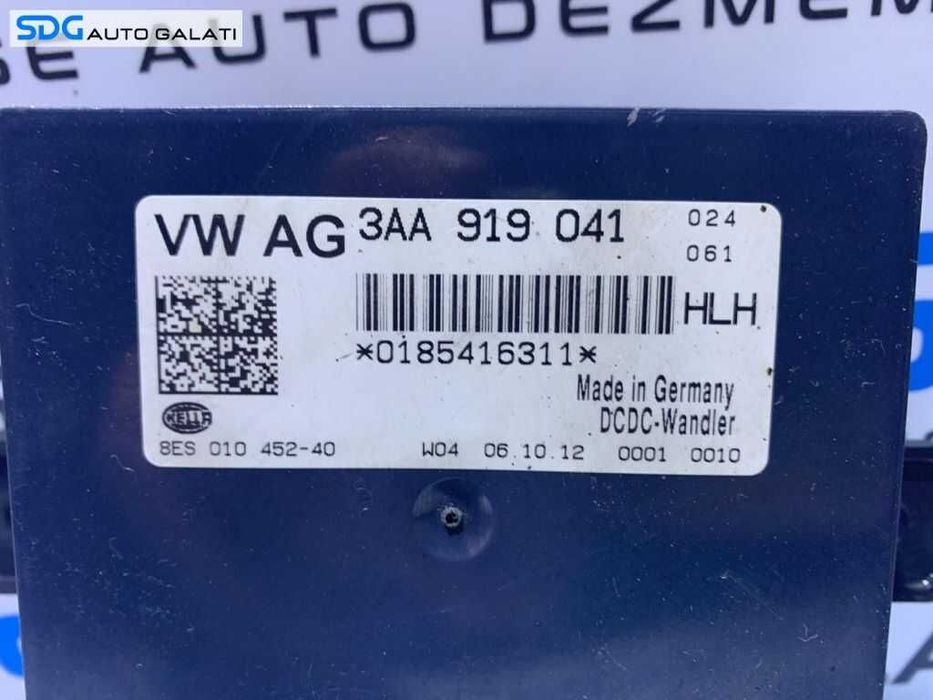 SDG AUTO GALATI
SE AUTO DEZMEM
VW AG 3AA 919 041 024
061
HLH
*0185416311*
Made in Germany
DCDC-Wandler
HELLA
8ES 010 452-40 W04 06.10.12 0001 0010